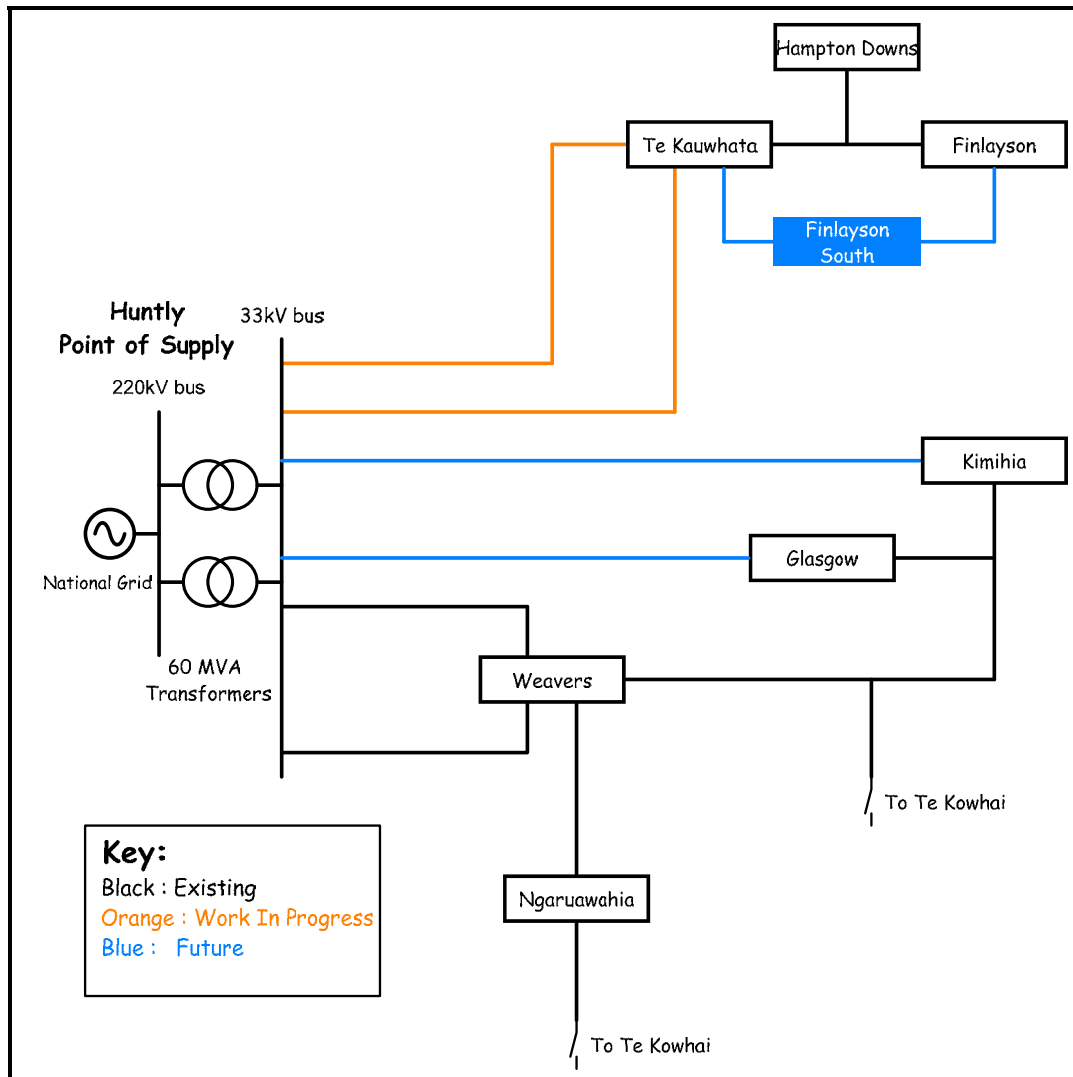 Hampton Downs
Te Kauwhata
Finlayson
Finlayson
South
Huntly
Point of Supply
33kV bus
220kV bus
Kimihia
Glasgow
National Grid
60 MVA
Transformers
Weavers
To Te Kowhai
Key:
Black : Existing
Orange : Work In Progress
Blue : Future
Ngaruawahia
To Te Kowhai